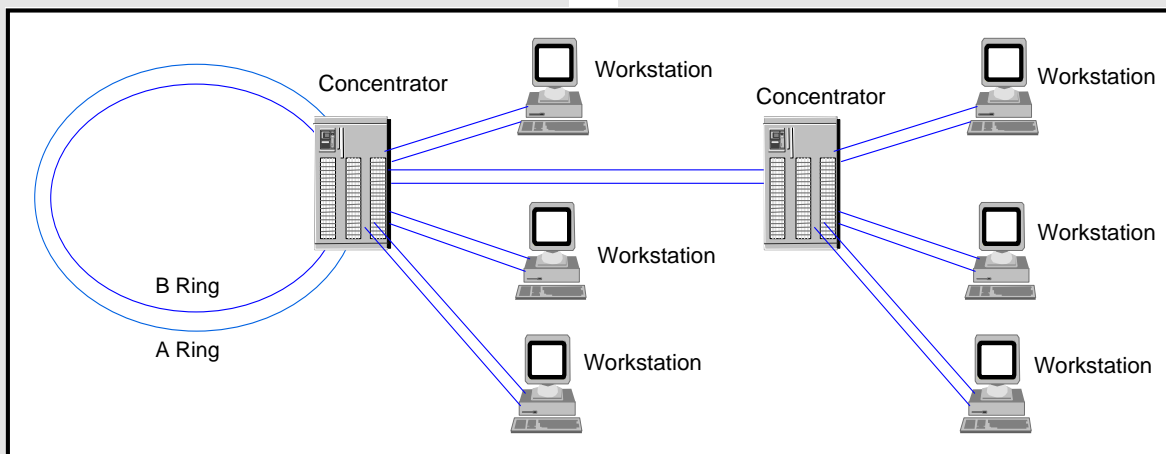 Concentrator
Workstation
Workstation
Workstation
B Ring
A Ring
Concentrator
Workstation
Workstation
Workstation